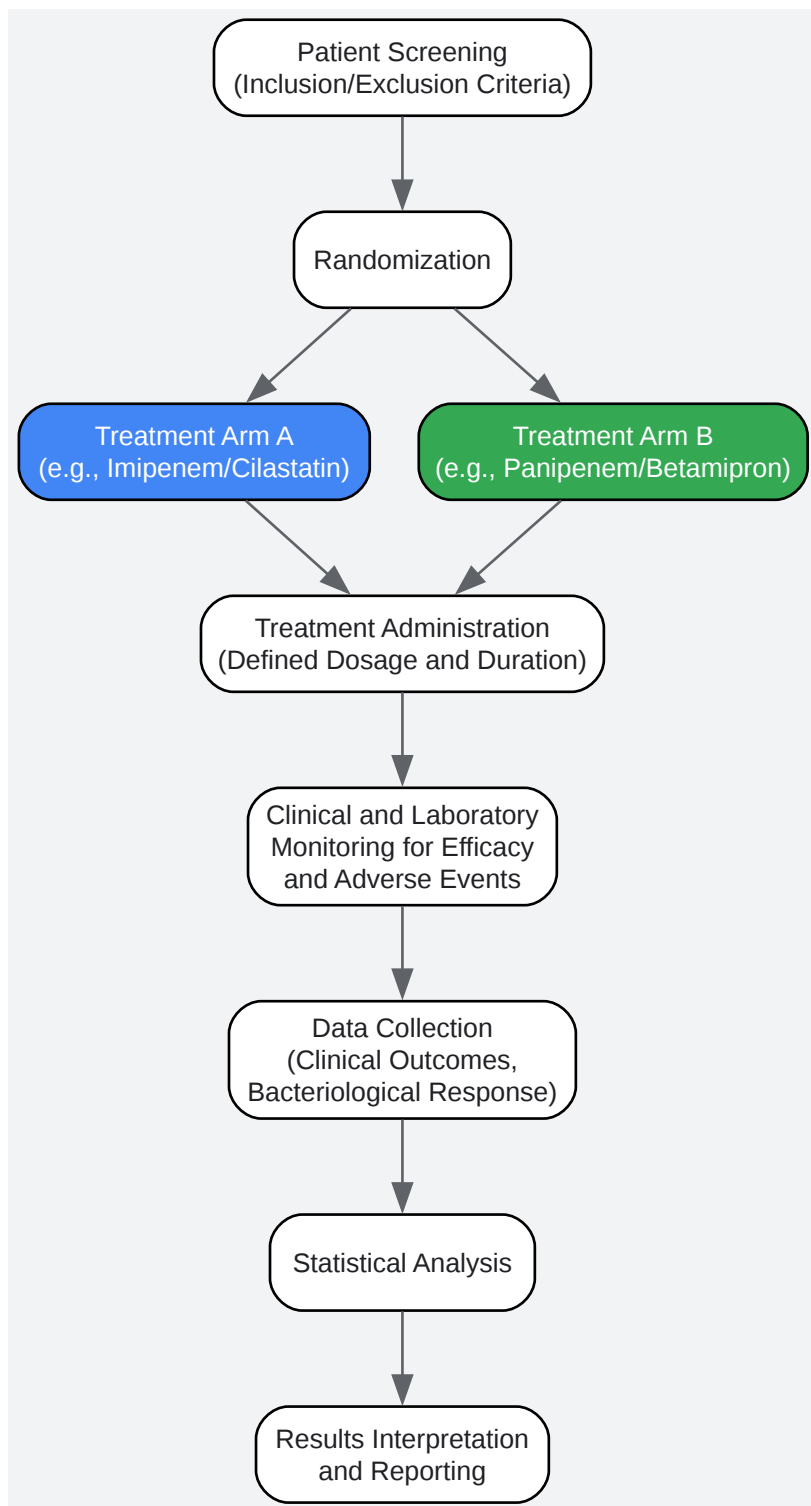 Patient Screening
(Inclusion/Exclusion Criteria)
Randomization
Treatment Arm A
(e.g., Imipenem/Cilastatin)
Treatment Arm B
(e.g., Panipenem/Betamipron)
Treatment Administration
(Defined Dosage and Duration)
Clinical and Laboratory
Monitoring for Efficacy
and Adverse Events
Data Collection
(Clinical Outcomes,
Bacteriological Response)
Statistical Analysis
Results Interpretation
and Reporting